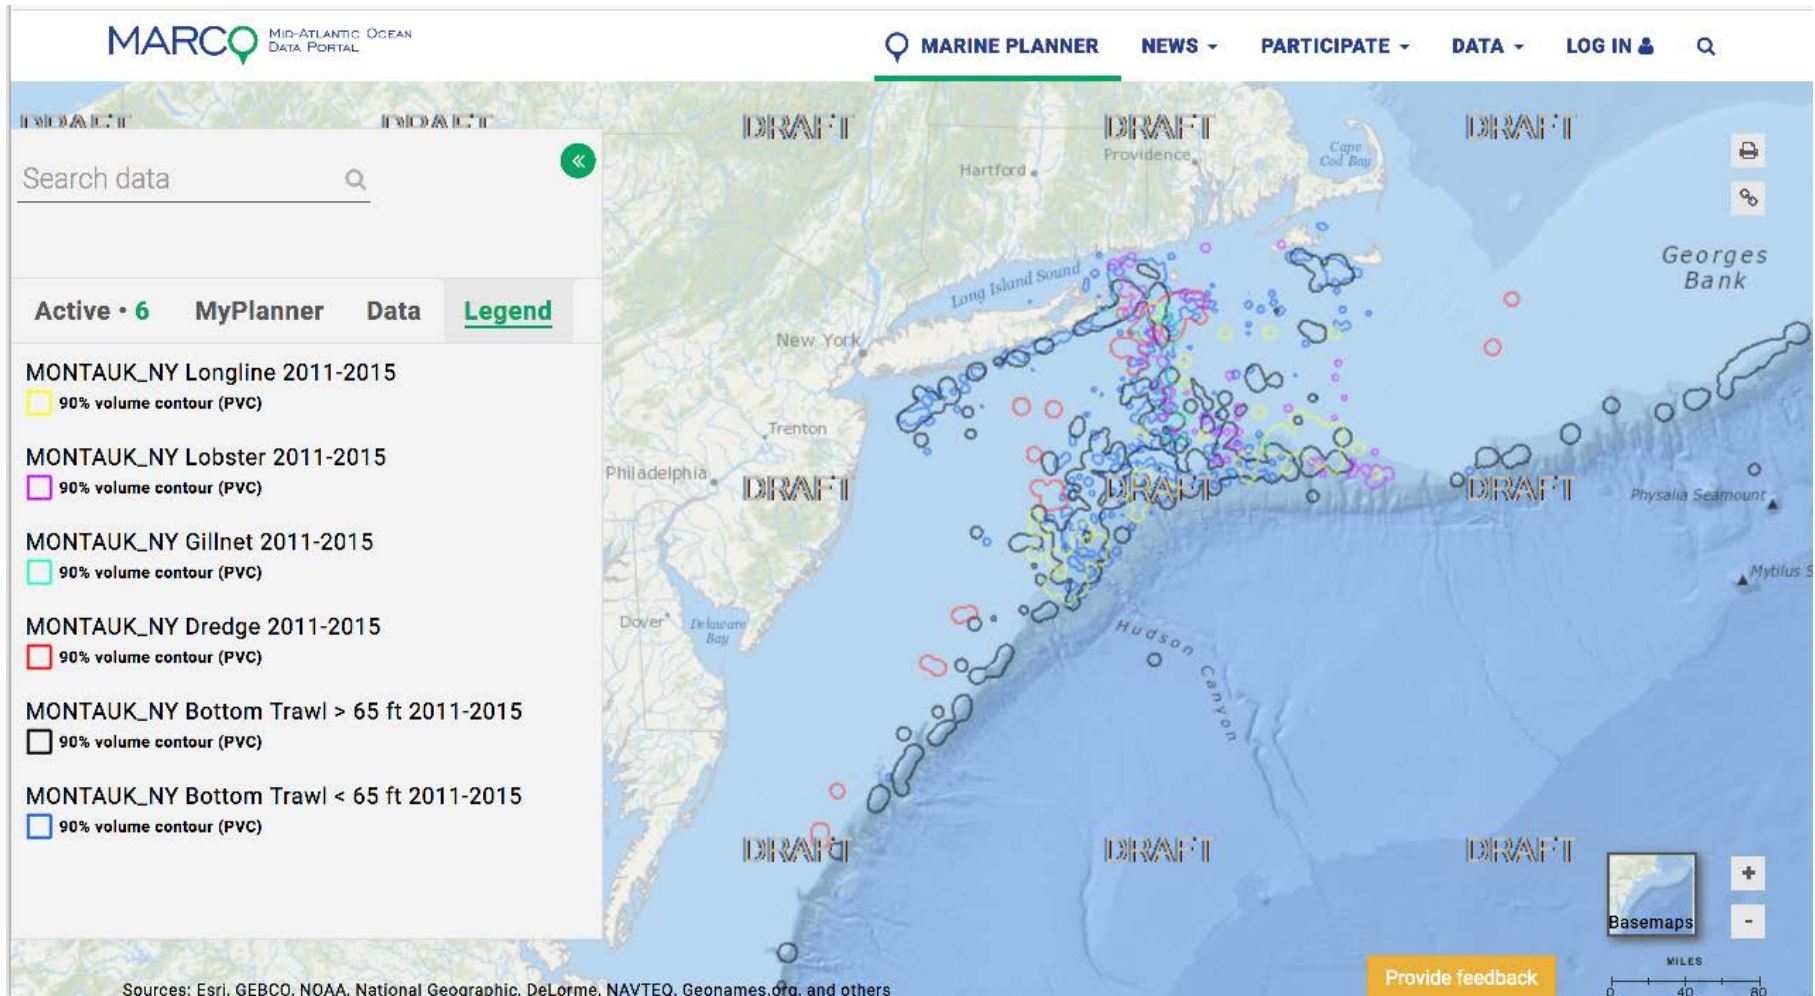 MARCO MID-ATLANTIC OCEAN
DATA PORTAL
MARINE PLANNER
NEWS
PARTICIPATE
DATA
LOG IN
DRAFT DRAFT DRAFT DRAFT DRAFT
Search data
«
Active • 6
MyPlanner
Data
Legend
MONTAUK_NY Longline 2011-2015
90% volume contour (PVC)
MONTAUK_NY Lobster 2011-2015
90% volume contour (PVC)
MONTAUK_NY Gillnet 2011-2015
90% volume contour (PVC)
MONTAUK_NY Dredge 2011-2015
90% volume contour (PVC)
MONTAUK_NY Bottom Trawl > 65 ft 2011-2015
90% volume contour (PVC)
MONTAUK_NY Bottom Trawl < 65 ft 2011-2015
90% volume contour (PVC)
Hartford
Providence
Cape
Cod Bay
Georges
Bank
Long Island Sound
New York
Trenton
Philadelphia
DRAFT DRAFT DRAFT
Physalia Seamount
Mytilus S
Dover
Delaware
Bay
Hudson Canyon
DRAFT DRAFT DRAFT
Basemaps
+
-
MILES
0 40 80
Provide feedback
Sources: Esri, GEBCO, NOAA, National Geographic, DeLorme, NAVTEQ, Geonames.org, and others